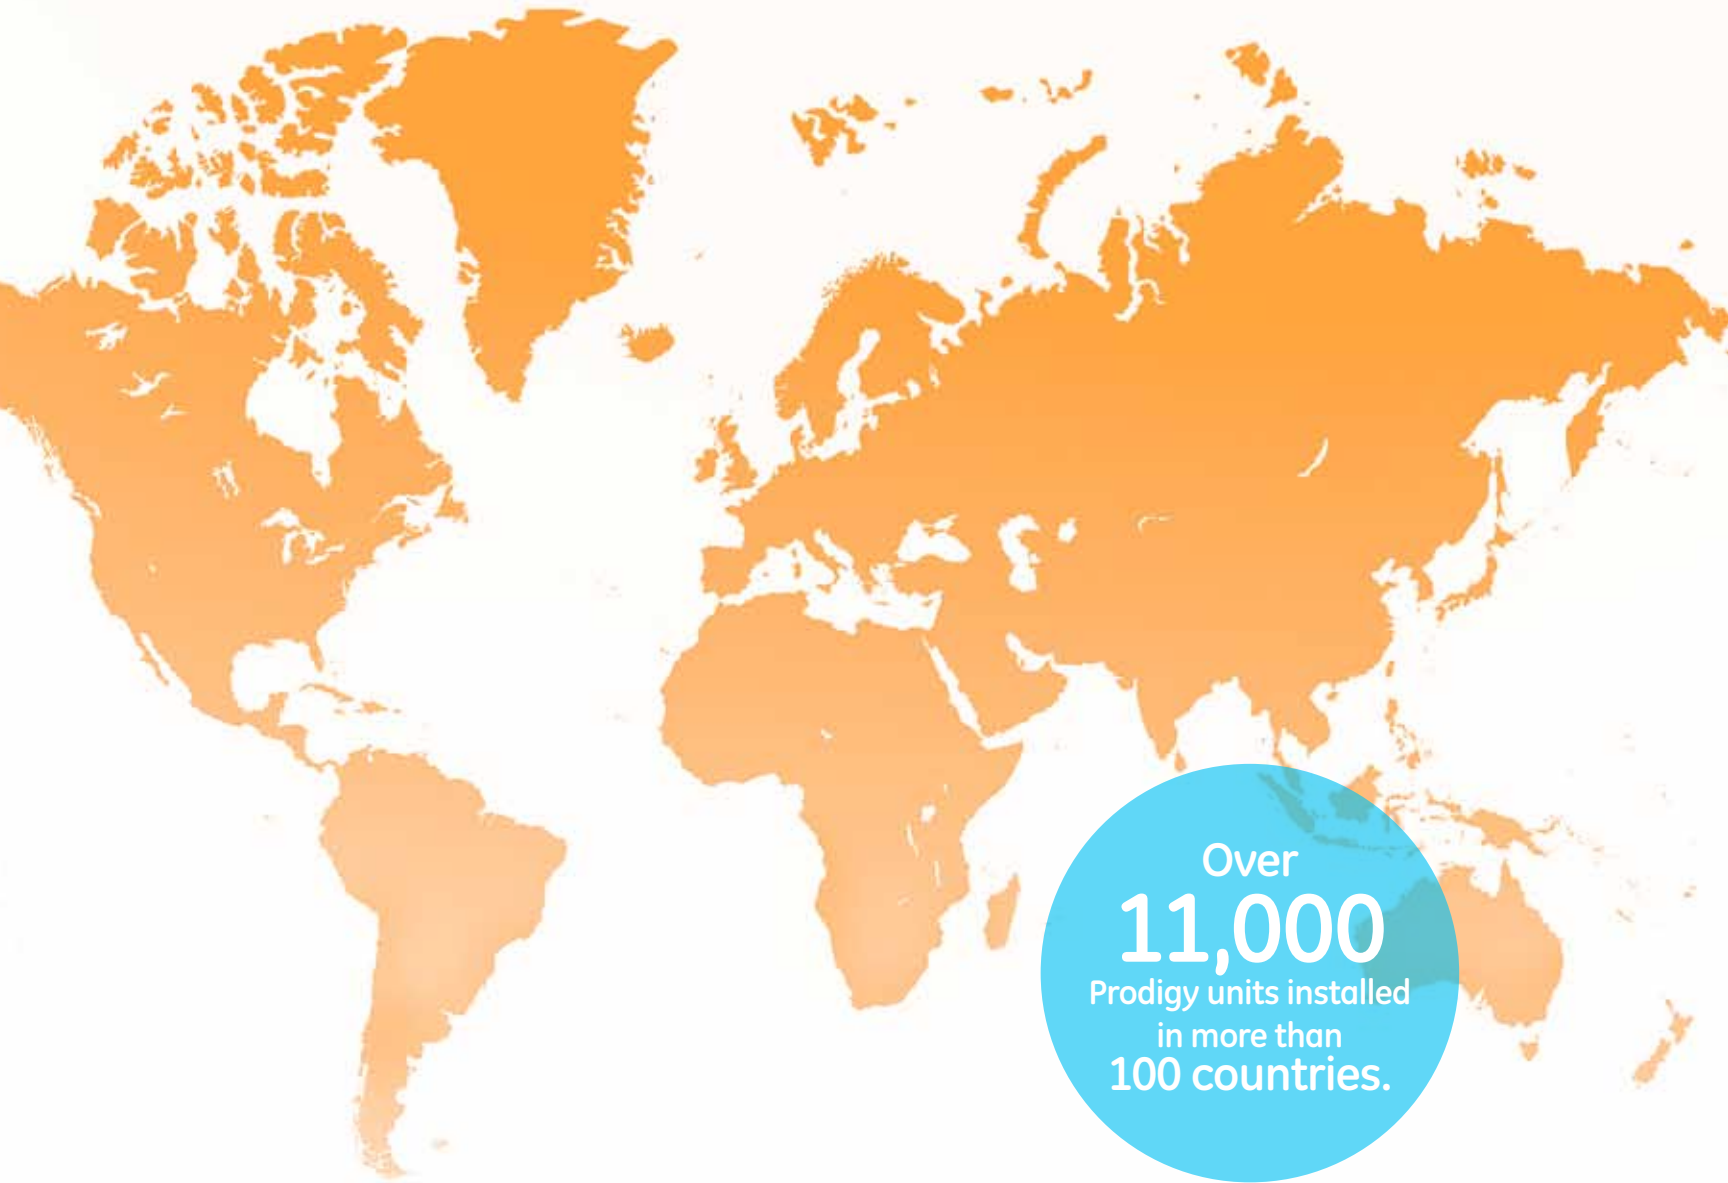 Over
11,000
Prodigy units installed
in more than
100 countries.